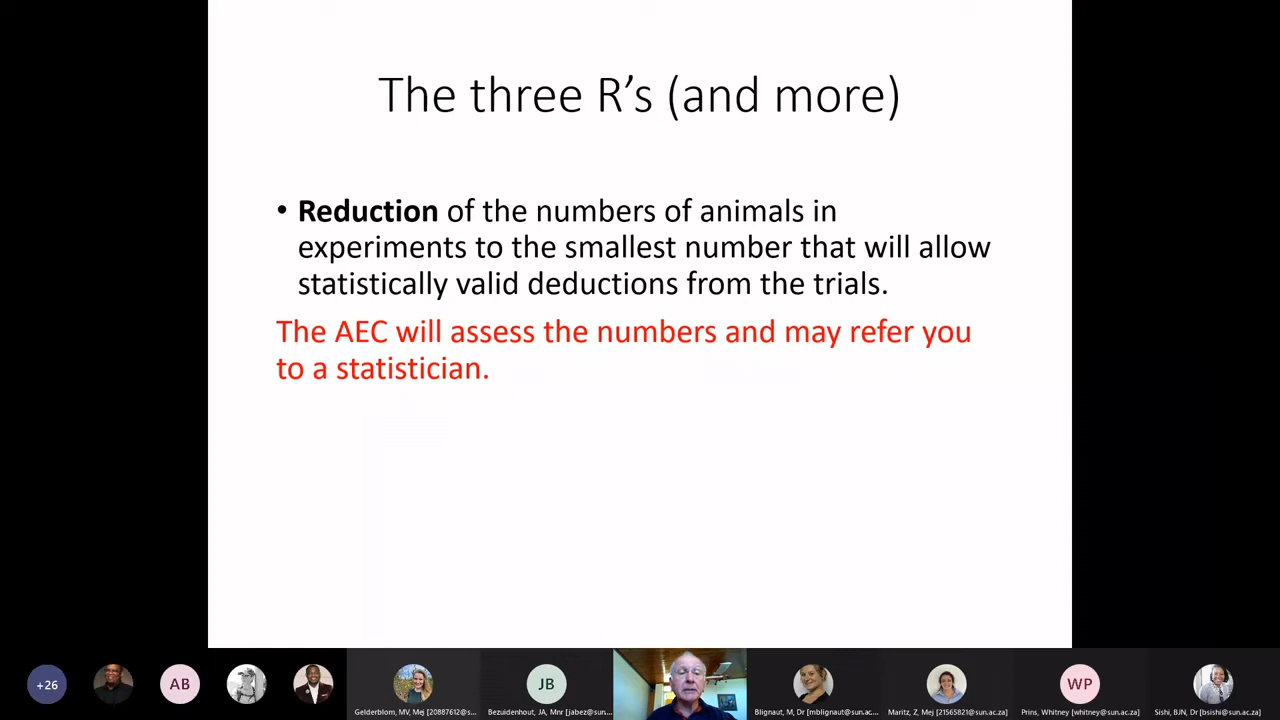 The three R's (and more)
• Reduction of the numbers of animals in
experiments to the smallest number that will allow
statistically valid deductions from the trials.
The AEC will assess the numbers and may refer you
to a statistician.
+26
AB
JB
WP
Gelderblom, MV, Mej [20887612@s...
Bezuidenhout, JA, Mnr [jabez@sun....
Blignaut, M, Dr [mblignaut@sun.ac....
Maritz, Z, Mej [21565821@sun.ac.za]
Prins, Whitney [whitney@sun.ac.za]
Sishi, BJN, Dr [bsishi@sun.ac.za]